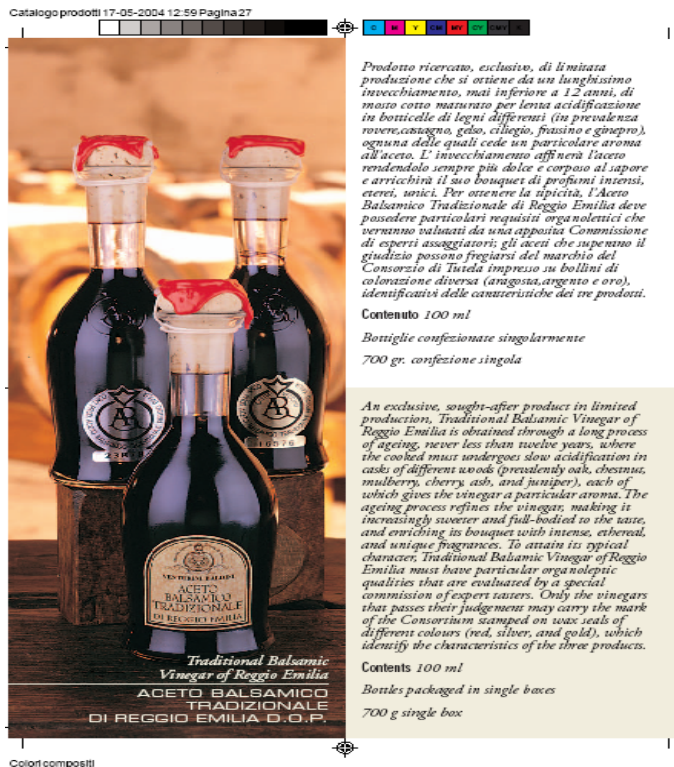 Catalogo prodotti 17-05-2004 12:59 Pagina 27
C M Y CM MY CY CMY K
Prodotto ricercato, esclusivo, di limitata
produzione che si ottiene da un lunghissimo
invecchiamento, mai inferiore a 12 anni, di
mosto cotto maturato per lenta acidificazione
in botticelle di legni differenti (in prevalenza
rovere,castagno, gelso, ciliegio, frassino e ginepro),
ognuna delle quali cede un particolare aroma
all'aceto. L' invecchiamento affinerà l'aceto
rendendolo sempre più dolce e corposo al sapore
e arricchirà il suo bouquet di profumi intensi,
eterei, unici. Per ottenere la tipicità, l'Aceto
Balsamico Tradizionale di Reggio Emilia deve
possedere particolari requisiti organolettici che
verranno valutati da una apposita Commissione
di esperti assaggiatori; gli aceti che superano il
giudizio possono fregiarsi del marchio del
Consorzio di Tutela impresso su bollini di
colorazione diversa (aragosta,argento e oro),
identificativi delle caratteristiche dei tre prodotti.
Contenuto 100 ml
Bottiglie confezionate singolarmente
700 gr. confezione singola
An exclusive, sought-after product in limited
production, Traditional Balsamic Vinegar of
Reggio Emilia is obtained through a long process
of ageing, never less than twelve years, where
the cooked must undergoes slow acidification in
casks of different woods (prevalently oak, chestnut,
mulberry, cherry, ash, and juniper), each of
which gives the vinegar a particular aroma. The
ageing process refines the vinegar, making it
increasingly sweeter and full-bodied to the taste,
and enriching its bouquet with intense, ethereal,
and unique fragrances. To attain its typical
character, Traditional Balsamic Vinegar of Reggio
Emilia must have particular organoleptic
qualities that are evaluated by a special
commission of expert tasters. Only the vinegars
that passes their judgement may carry the mark
of the Consortium stamped on wax seals of
different colours (red, silver, and gold), which
identify the characteristics of the three products.
Contents 100 ml
Bottles packaged in single boxes
700 g single box
AB
AB
ACETO
BALSAMICO
TRADIZIONALE
DI REGGIO EMILIA
Traditional Balsamic
Vinegar of Reggio Emilia
ACETO BALSAMICO
TRADIZIONALE
DI REGGIO EMILIA D.O.P.
Colori compositi